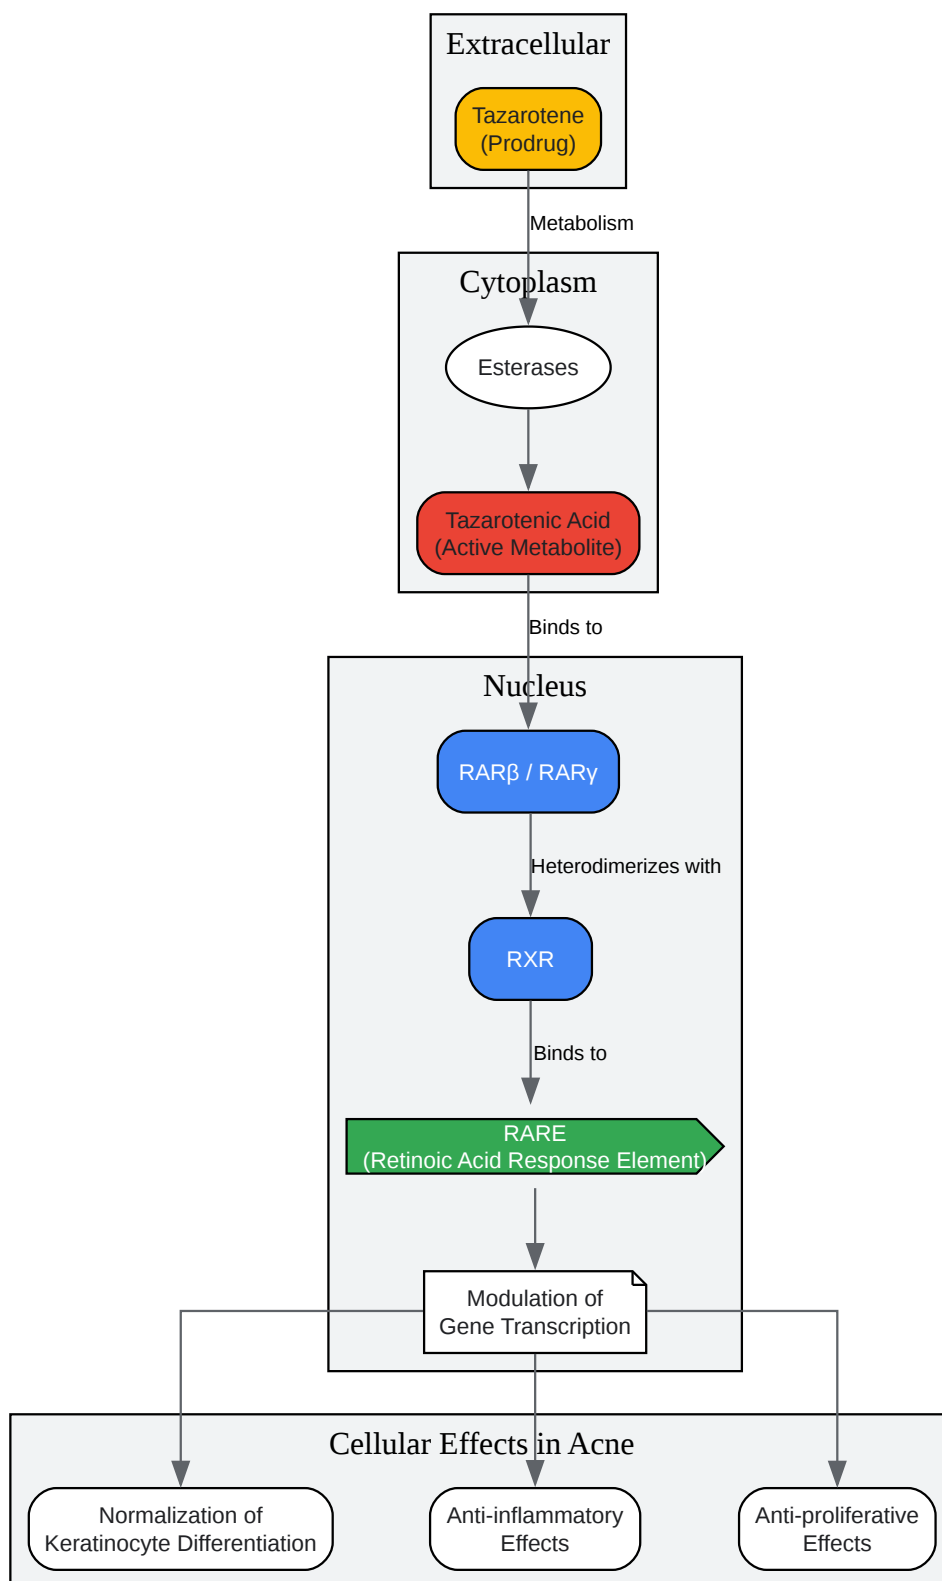 Extracellular
Tazarotene
(Prodrug)
Metabolism
Cytoplasm
Esterases
Tazarotenic Acid
(Active Metabolite)
Binds to
Nucleus
RARβ / RARγ
Heterodimerizes with
RXR
Binds to
RARE
(Retinoic Acid Response Element)
Modulation of
Gene Transcription
Cellular Effects in Acne
Normalization of
Keratinocyte Differentiation
Anti-inflammatory
Effects
Anti-proliferative
Effects